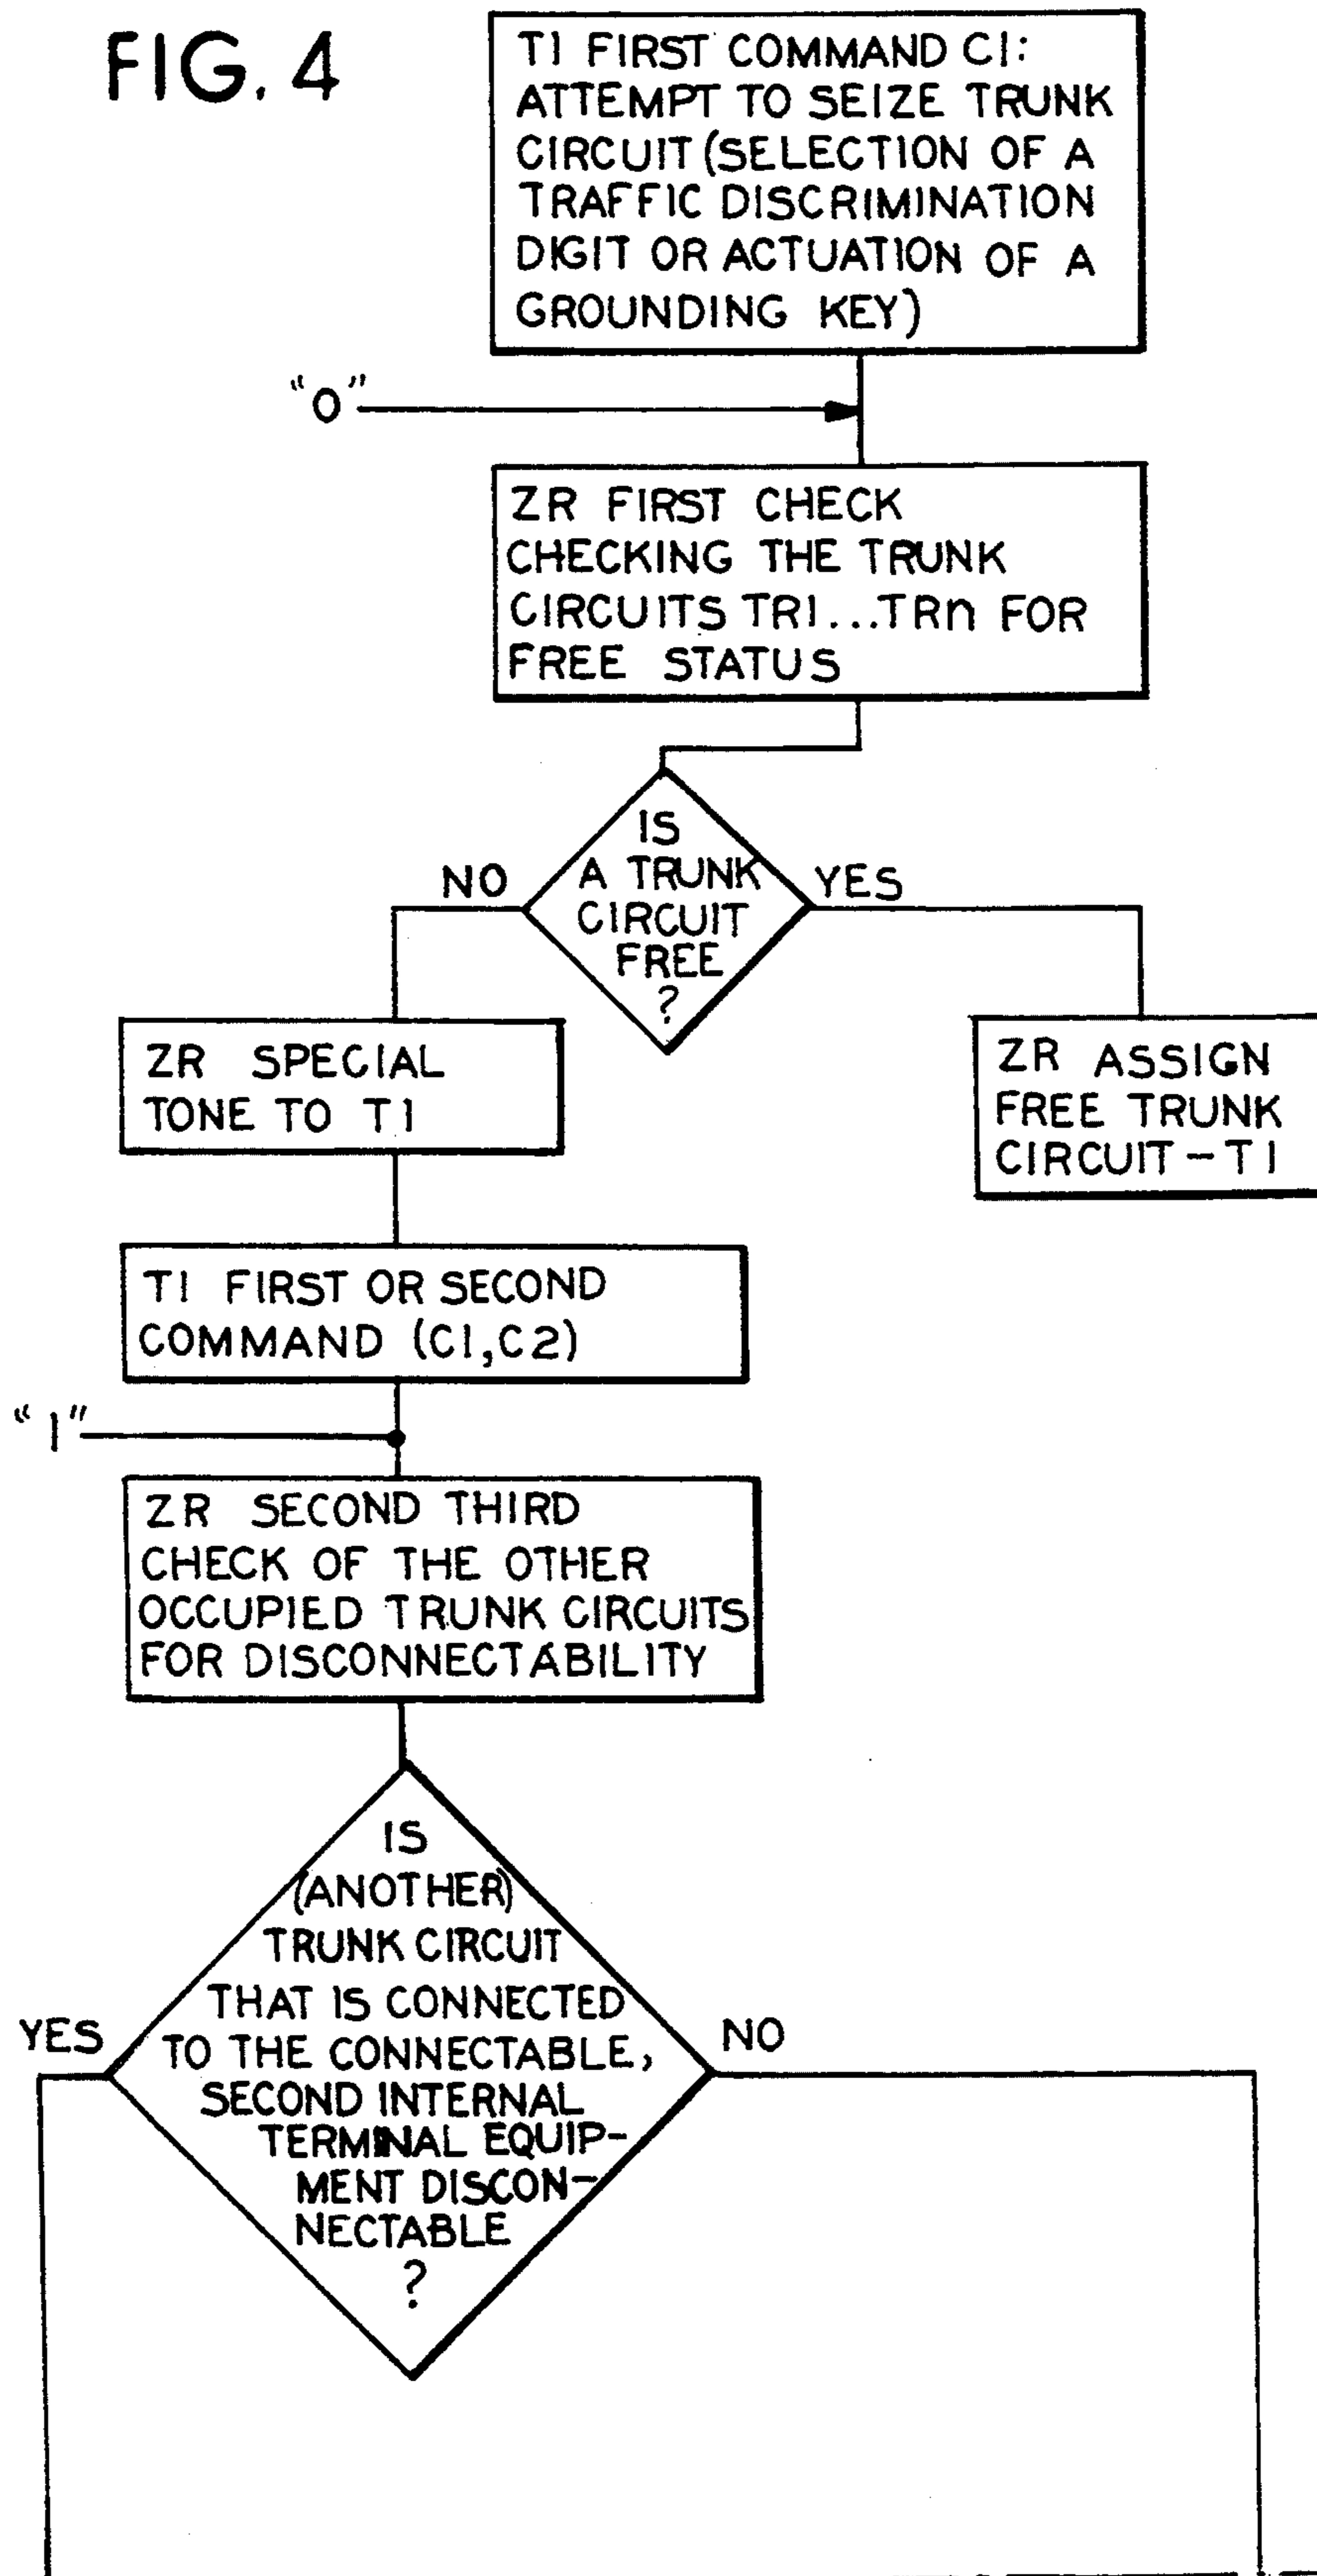 FIG. 4
T1 FIRST COMMAND C1:
ATTEMPT TO SEIZE TRUNK
CIRCUIT (SELECTION OF A
TRAFFIC DISCRIMINATION
DIGIT OR ACTUATION OF A
GROUNDING KEY)
"0"
ZR FIRST CHECK
CHECKING THE TRUNK
CIRCUITS TR1...TRn FOR
FREE STATUS
IS
A TRUNK
CIRCUIT
FREE
?
NO
YES
ZR SPECIAL
TONE TO T1
ZR ASSIGN
FREE TRUNK
CIRCUIT-T1
T1 FIRST OR SECOND
COMMAND (C1,C2)
"1"
ZR SECOND THIRD
CHECK OF THE OTHER
OCCUPIED TRUNK CIRCUITS
FOR DISCONNECTABILITY
IS
(ANOTHER)
TRUNK CIRCUIT
THAT IS CONNECTED
TO THE CONNECTABLE,
SECOND INTERNAL
TERMINAL EQUIP-
MENT DISCON-
NECTABLE
?
YES
NO